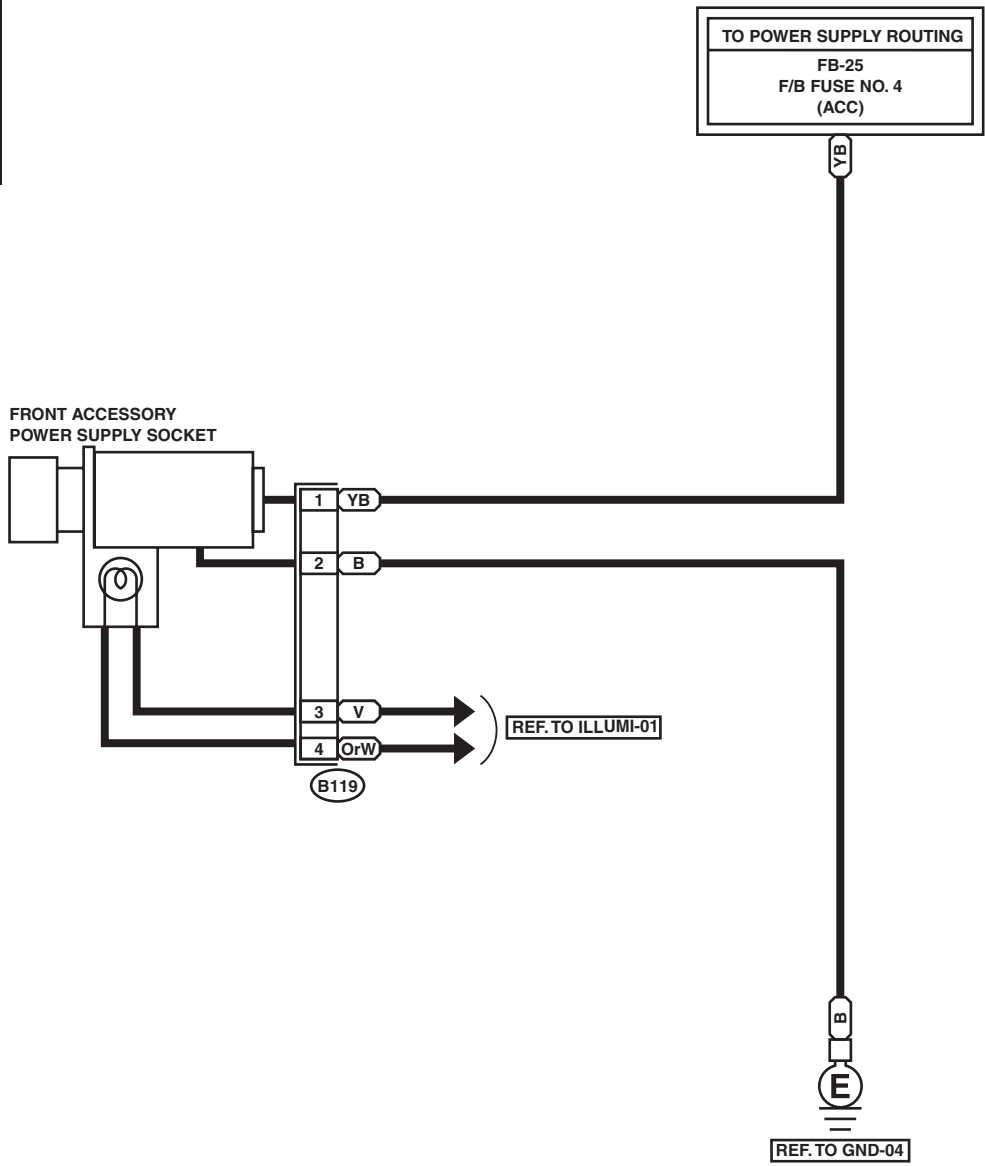 TO POWER SUPPLY ROUTING
FB-25
F/B FUSE NO. 4
(ACC)
YB
FRONT ACCESSORY
POWER SUPPLY SOCKET
1 YB
2 B
3 V
4 OrW
REF. TO ILLUMI-01
B119
B
E
REF. TO GND-04